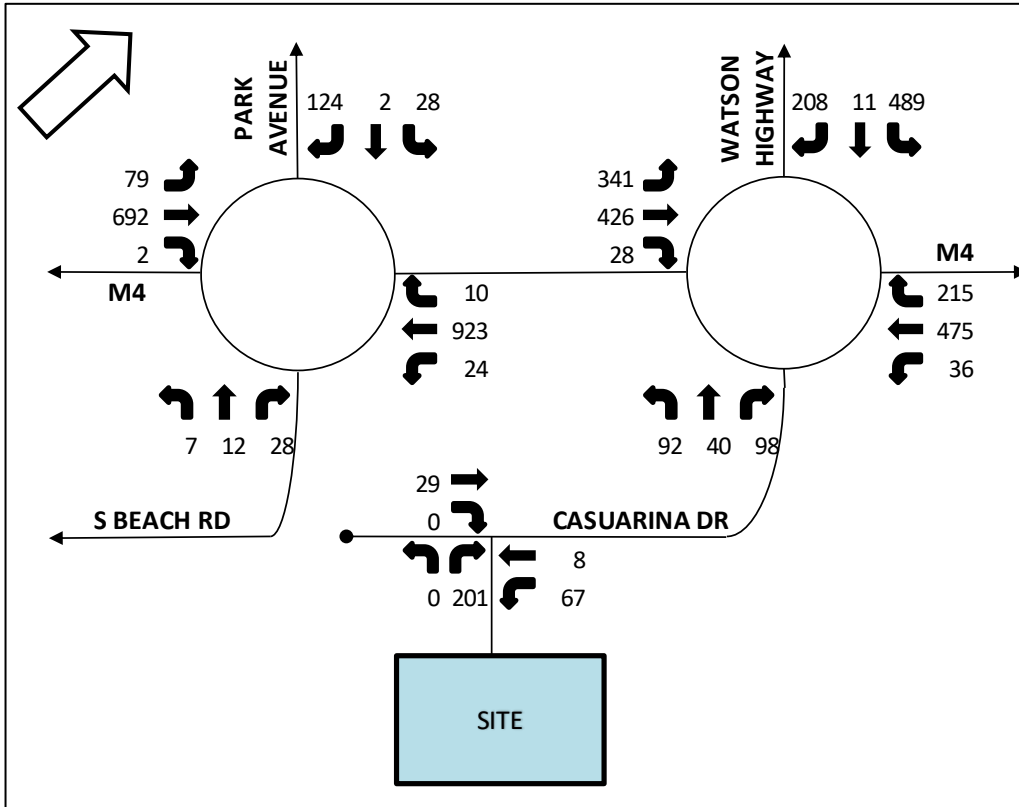 PARK
AVENUE
124 2 28
WATSON
HIGHWAY
208 11 489
79
692
2
341
426
28
M4
M4
10
923
24
215
475
36
7 12 28
92 40 98
29
0
S BEACH RD
CASUARINA DR
8
67
0 201
SITE